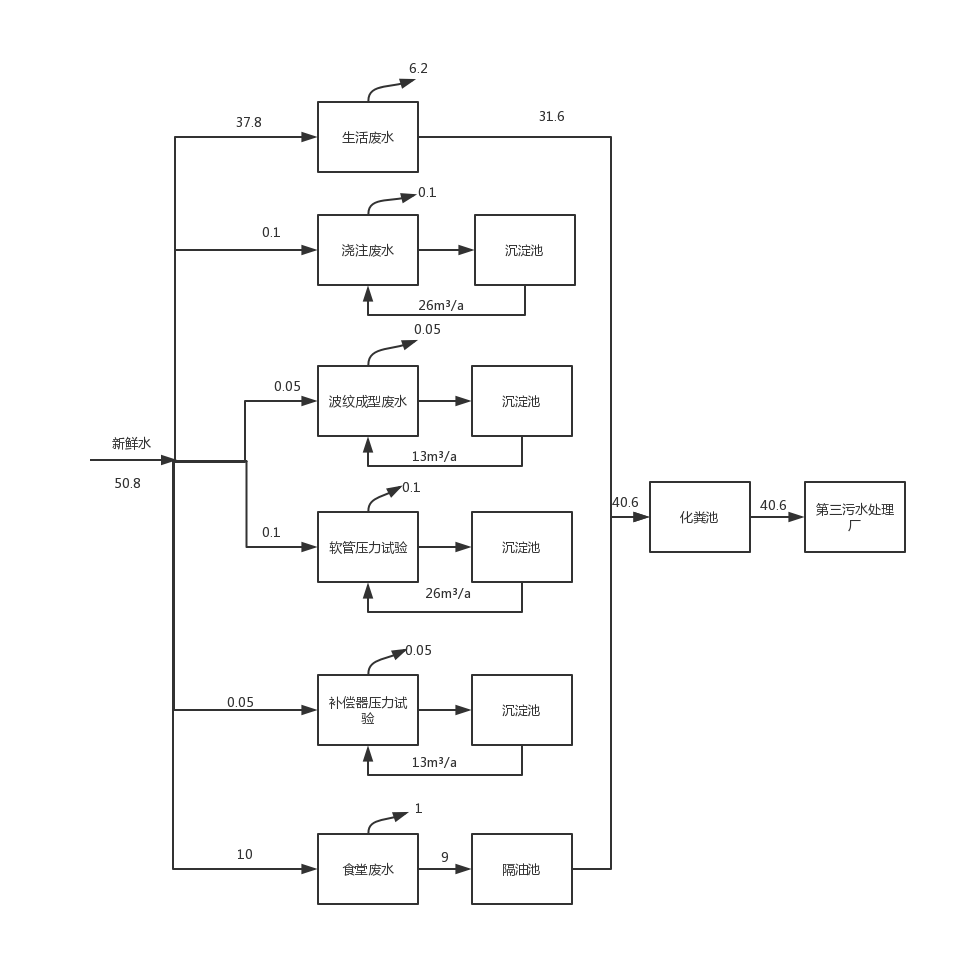 6.2
37.8
31.6
生活废水
0.1
0.1
浇注废水
沉淀池
26m³/a
0.05
0.05
波纹成型废水
沉淀池
新鲜水
13m³/a
50.8
0.1
40.6
40.6
化粪池
第三污水处理
厂
0.1
软管压力试验
沉淀池
26m³/a
0.05
0.05
补偿器压力试
验
沉淀池
13m³/a
1
10
9
食堂废水
隔油池